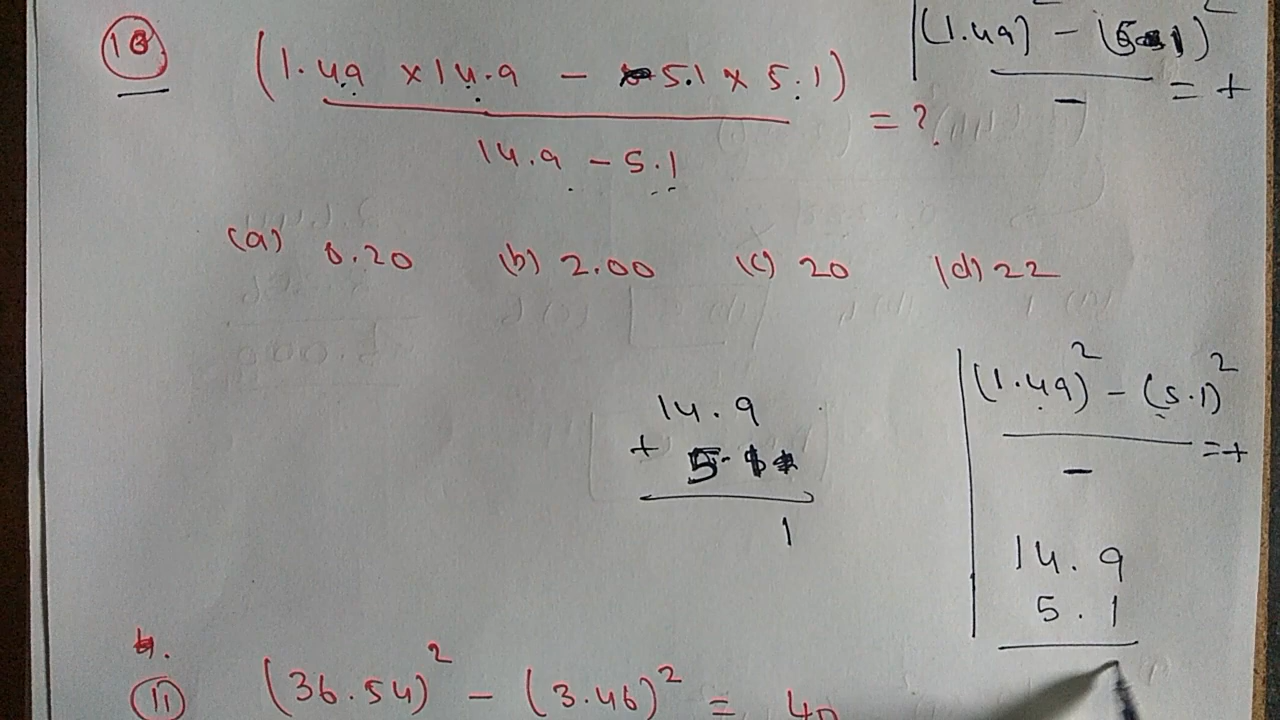 10 (1.49 ×14.9 - 5.1 × 5.1)
14.9 - 5.1
= ?
(1.49)² - (5.1)²
-
= +
(a) 0.20 (b) 2.00 (c) 20 (d) 22
14.9
+ 5.1
1
(1.49)² - (5.1)²
-
= +
14.9
5.1
11 (36.54)² - (3.46)² = 40